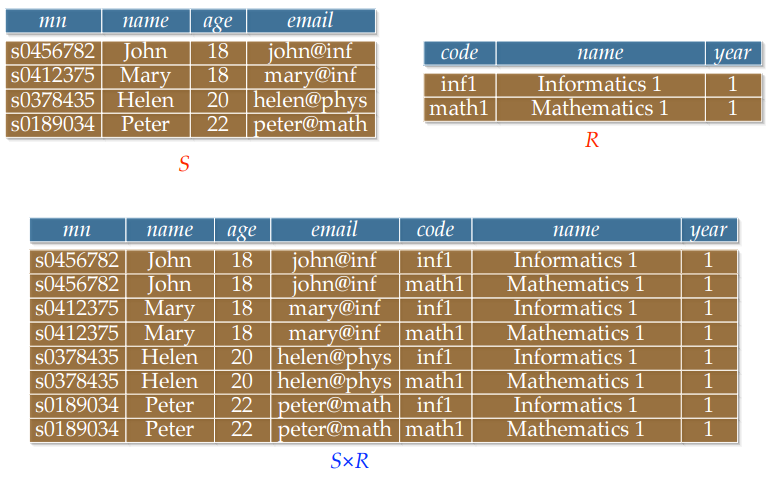 mn name age email
s0456782 John 18 john@inf
s0412375 Mary 18 mary@inf
s0378435 Helen 20 helen@phys
s0189034 Peter 22 peter@math
S
code name year
inf1 Informatics 1 1
math1 Mathematics 1 1
R
mn name age email code name year
s0456782 John 18 john@inf inf1 Informatics 1 1
s0456782 John 18 john@inf math1 Mathematics 1 1
s0412375 Mary 18 mary@inf inf1 Informatics 1 1
s0412375 Mary 18 mary@inf math1 Mathematics 1 1
s0378435 Helen 20 helen@phys inf1 Informatics 1 1
s0378435 Helen 20 helen@phys math1 Mathematics 1 1
s0189034 Peter 22 peter@math inf1 Informatics 1 1
s0189034 Peter 22 peter@math math1 Mathematics 1 1
S×R